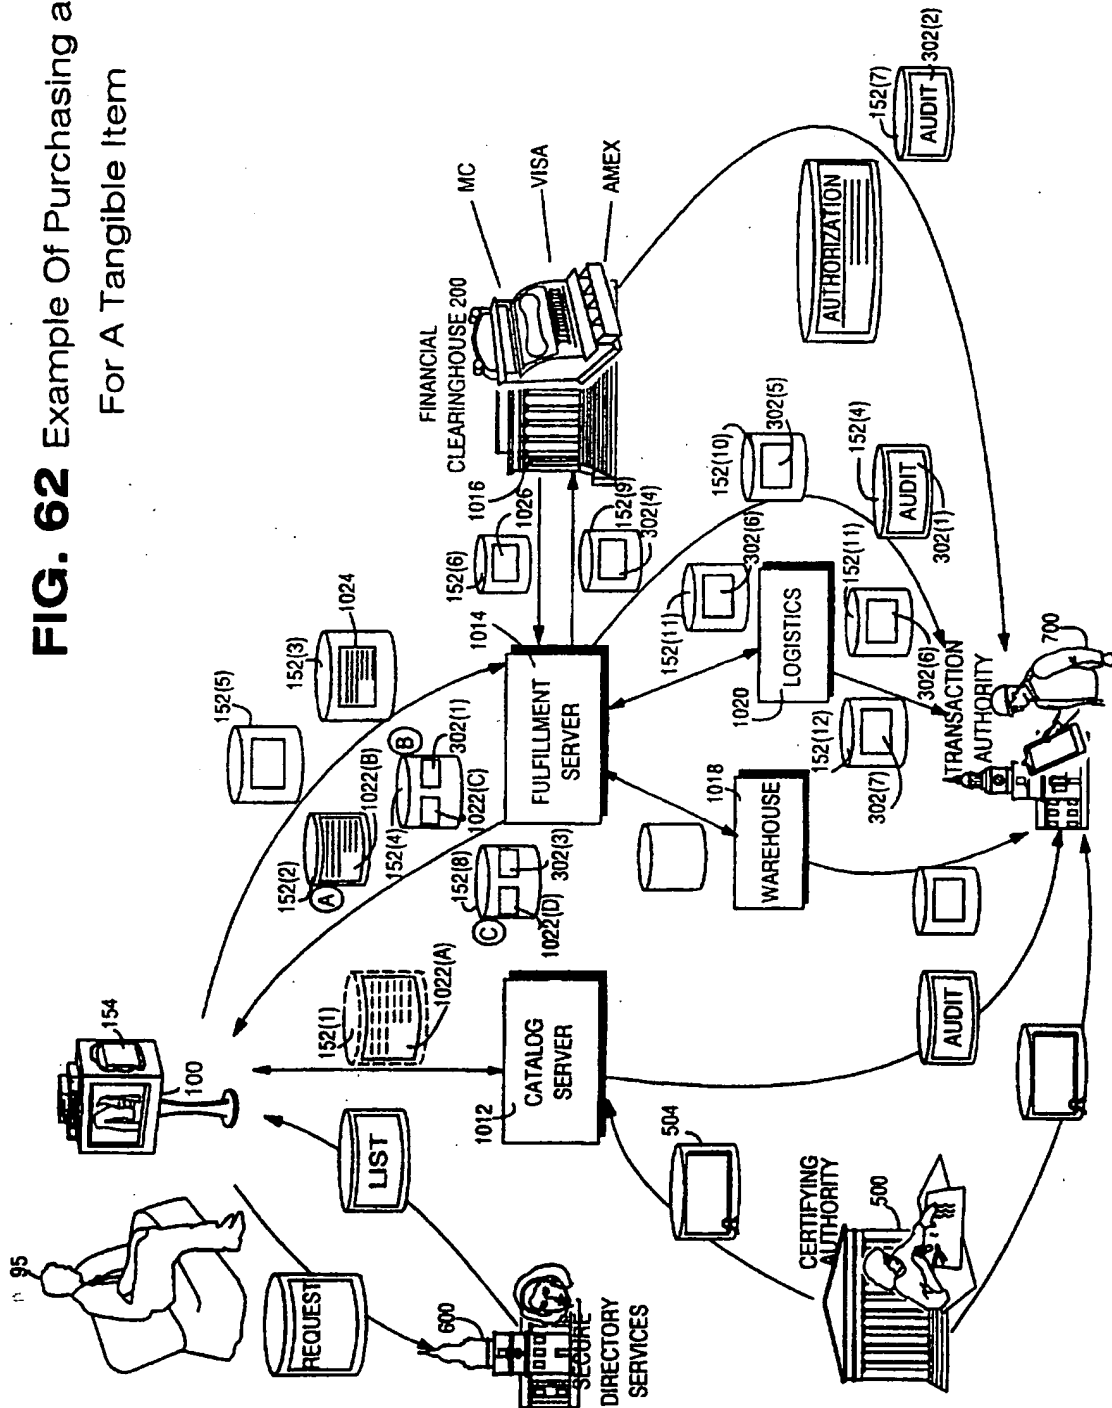 FIG. 62 Example Of Purchasing a
For A Tangible Item
95
REQUEST
600
SECURE
DIRECTORY
SERVICES
LIST
154
100
152(1)
1022(A)
1012
CATALOG
SERVER
504
CERTIFYING
AUTHORITY
500
AUDIT
152(5)
152(3)
1024
152(2)
A
1022(B)
152(4)
B
302(1)
1022(C)
152(8)
C
302(3)
1022(D)
1014
FULFILLMENT
SERVER
152(6)
1026
1016
FINANCIAL
CLEARINGHOUSE 200
MC
VISA
AMEX
152(9)
302(4)
1018
WAREHOUSE
1020
LOGISTICS
152(11)
302(6)
152(10)
302(5)
152(4)
AUDIT
302(1)
152(11)
302(6)
152(12)
302(7)
TRANSACTION
AUTHORITY
700
AUTHORIZATION
152(7)
AUDIT
302(2)